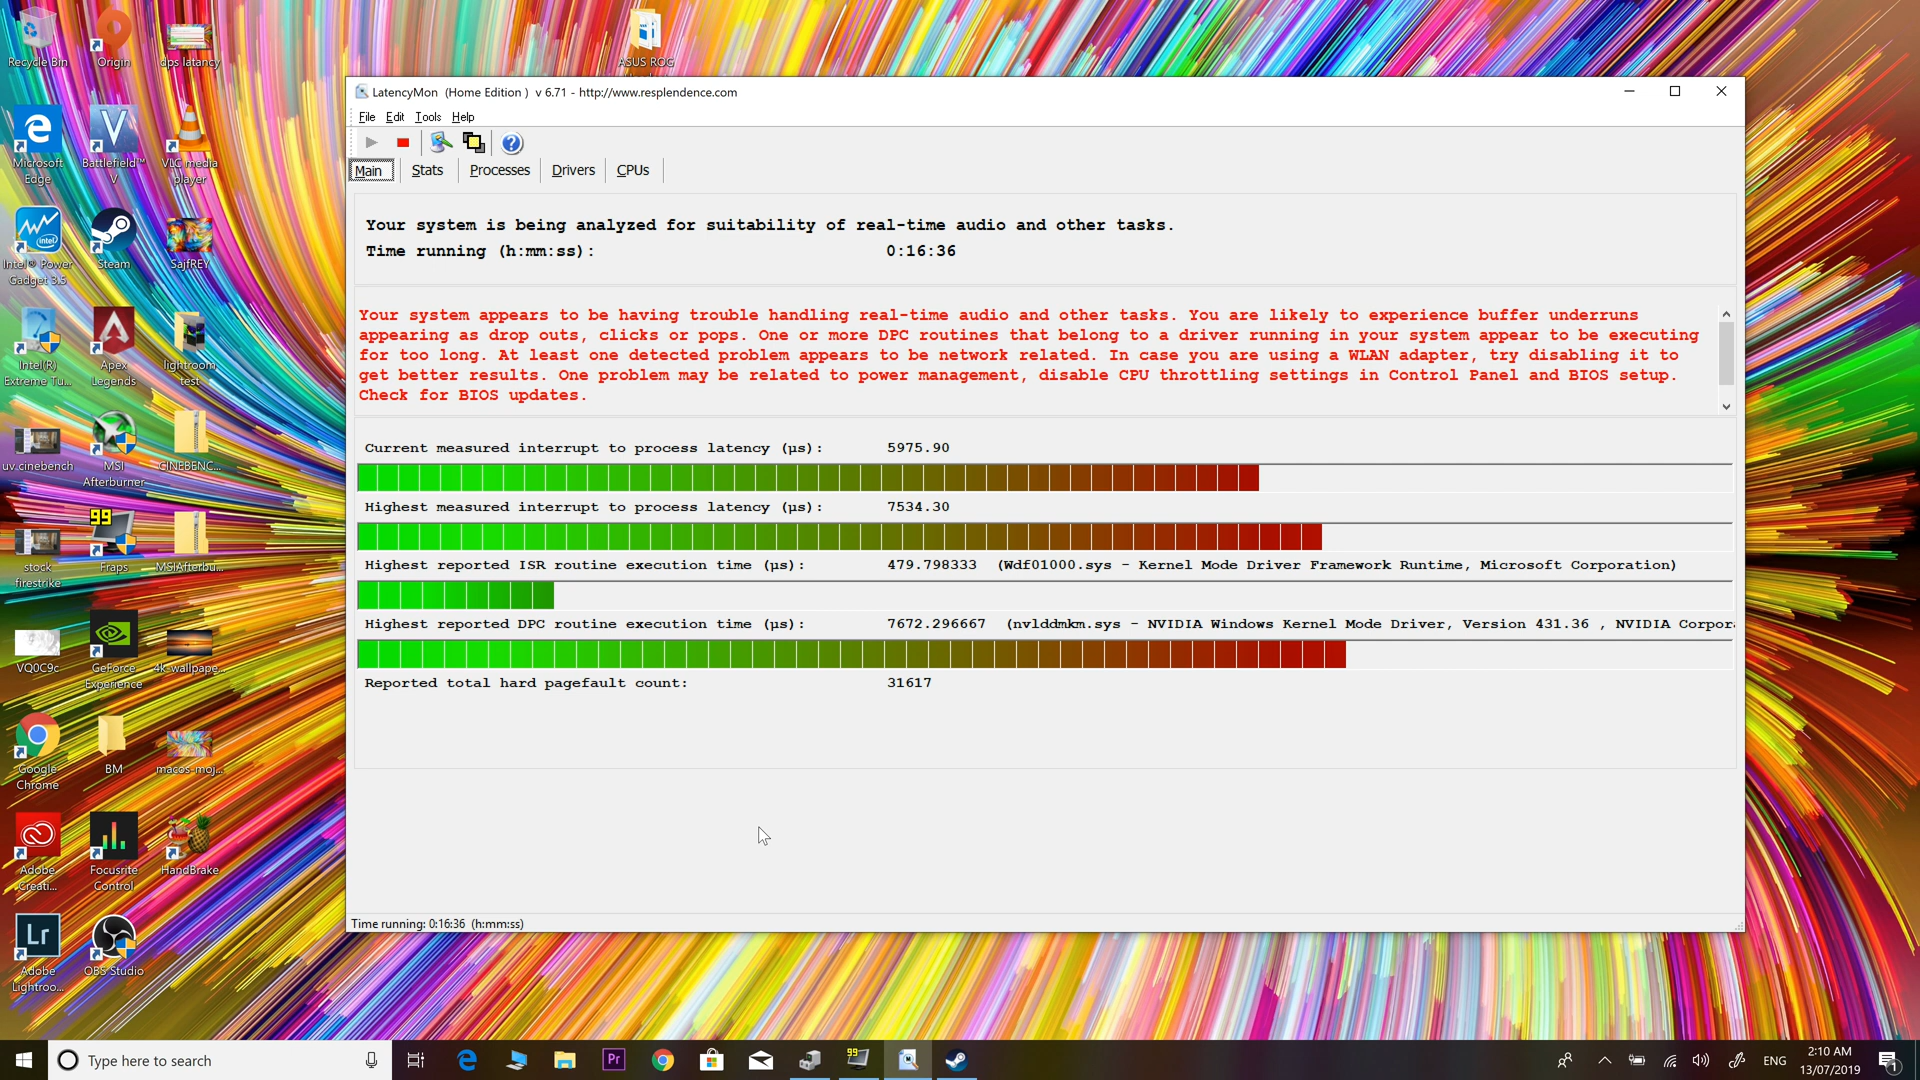 Recycle Bin
Origin
dps latancy
ASUS ROG
Microsoft
Edge
Battlefield™
V
VLC media
player
Intel® Power
Gadget 3.5
Steam
SajfREY
Intel(R)
Extreme Tu...
Apex
Legends
lightroom
test
uv cinebench
MSI
Afterburner
CINEBENC...
stock
firestrike
99
Fraps
MSIAfterbu...
VQ0C9c
GeForce
Experience
4k-wallpape...
Google
Chrome
BM
macos-moj...
Adobe
Creati...
Focusrite
Control
HandBrake
Lr
Adobe
Lightroo...
OBS Studio
LatencyMon (Home Edition ) v 6.71 - http://www.resplendence.com
File Edit Tools Help
Main Stats Processes Drivers CPUs
Your system is being analyzed for suitability of real-time audio and other tasks.
Time running (h:mm:ss): 0:16:36
Your system appears to be having trouble handling real-time audio and other tasks. You are likely to experience buffer underruns
appearing as drop outs, clicks or pops. One or more DPC routines that belong to a driver running in your system appear to be executing
for too long. At least one detected problem appears to be network related. In case you are using a WLAN adapter, try disabling it to
get better results. One problem may be related to power management, disable CPU throttling settings in Control Panel and BIOS setup.
Check for BIOS updates.
Current measured interrupt to process latency (µs): 5975.90
Highest measured interrupt to process latency (µs): 7534.30
Highest reported ISR routine execution time (µs): 479.798333 (Wdf01000.sys - Kernel Mode Driver Framework Runtime, Microsoft Corporation)
Highest reported DPC routine execution time (µs): 7672.296667 (nvlddmkm.sys - NVIDIA Windows Kernel Mode Driver, Version 431.36 , NVIDIA Corpor
Reported total hard pagefault count: 31617
Time running: 0:16:36 (h:mm:ss)
Type here to search
Pr
99
ENG
2:10 AM
13/07/2019
1